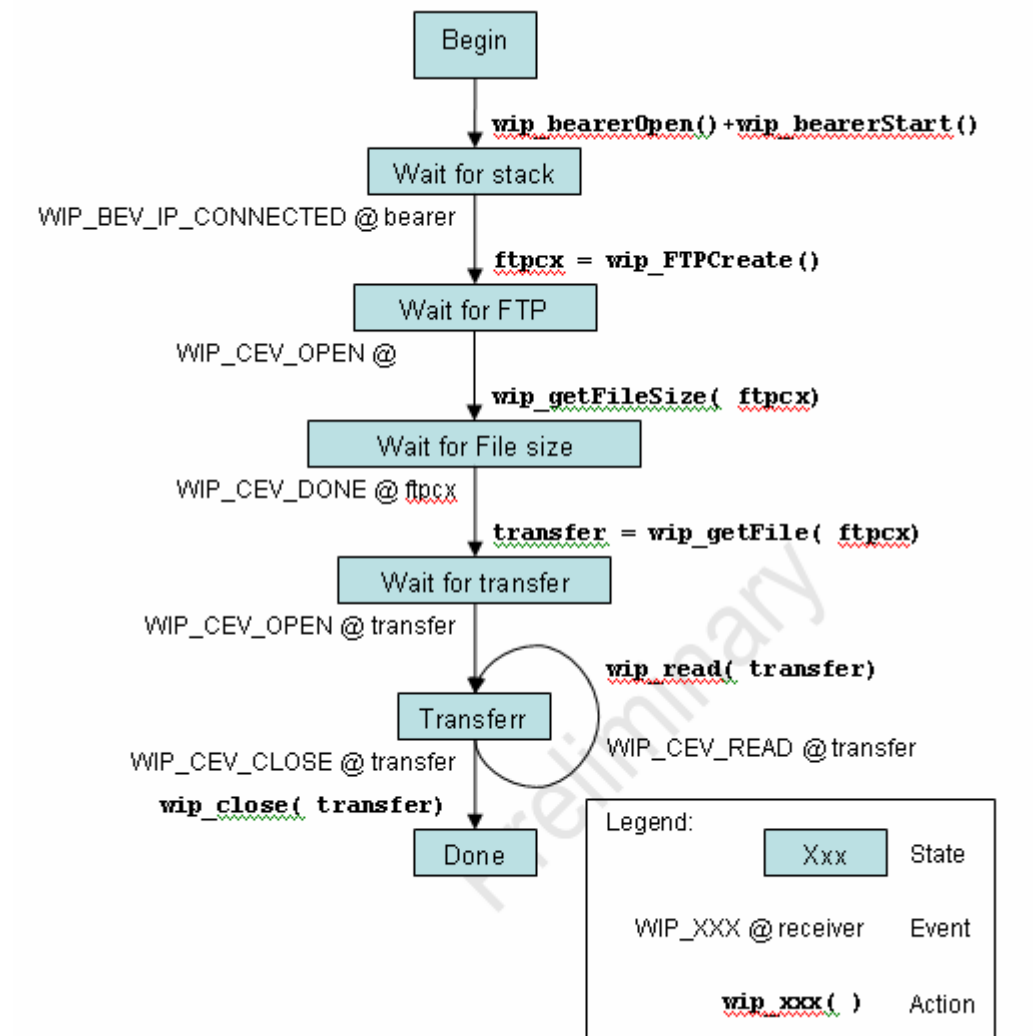 Begin
wip_bearerOpen()+wip_bearerStart()
Wait for stack
WIP_BEV_IP_CONNECTED @ bearer
ftpcx = wip_FTPCreate()
Wait for FTP
WIP_CEV_OPEN @
wip_getFileSize( ftpcx)
Wait for File size
WIP_CEV_DONE @ ftpcx
transfer = wip_getFile( ftpcx)
Wait for transfer
WIP_CEV_OPEN @ transfer
wip_read( transfer)
Transferr
WIP_CEV_READ @ transfer
WIP_CEV_CLOSE @ transfer
wip_close( transfer)
Done
Preliminary
Legend:
Xxx State
WIP_XXX @ receiver Event
wip_xxx( ) Action